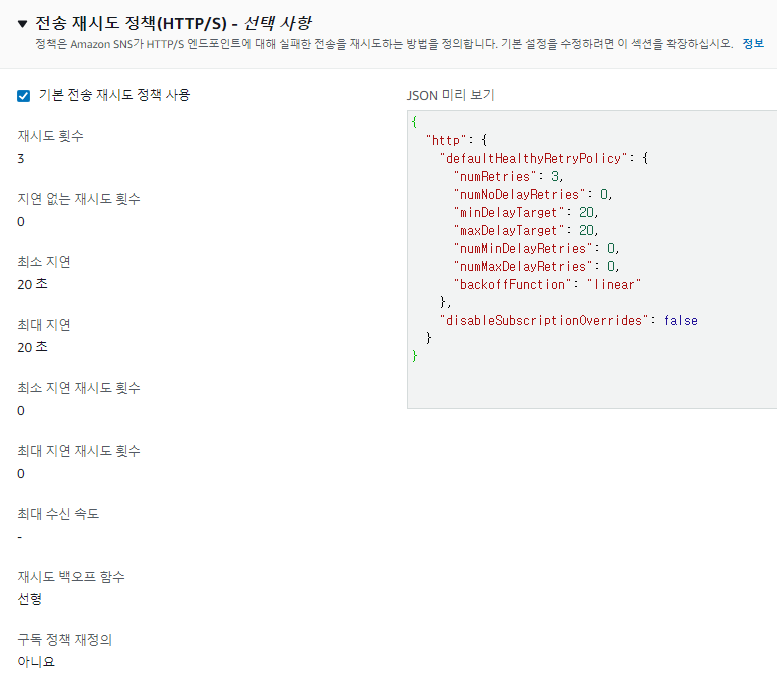 ▼ 전송 재시도 정책(HTTP/S) - 선택 사항
정책은 Amazon SNS가 HTTP/S 엔드포인트에 대해 실패한 전송을 재시도하는 방법을 정의합니다. 기본 설정을 수정하려면 이 섹션을 확장하십시오. 정보
기본 전송 재시도 정책 사용
재시도 횟수
3
지연 없는 재시도 횟수
0
최소 지연
20 초
최대 지연
20 초
최소 지연 재시도 횟수
0
최대 지연 재시도 횟수
0
최대 수신 속도
-
재시도 백오프 함수
선형
구독 정책 재정의
아니요
JSON 미리 보기
{
  "http": {
    "defaultHealthyRetryPolicy": {
      "numRetries": 3,
      "numNoDelayRetries": 0,
      "minDelayTarget": 20,
      "maxDelayTarget": 20,
      "numMinDelayRetries": 0,
      "numMaxDelayRetries": 0,
      "backoffFunction": "linear"
    },
    "disableSubscriptionOverrides": false
  }
}